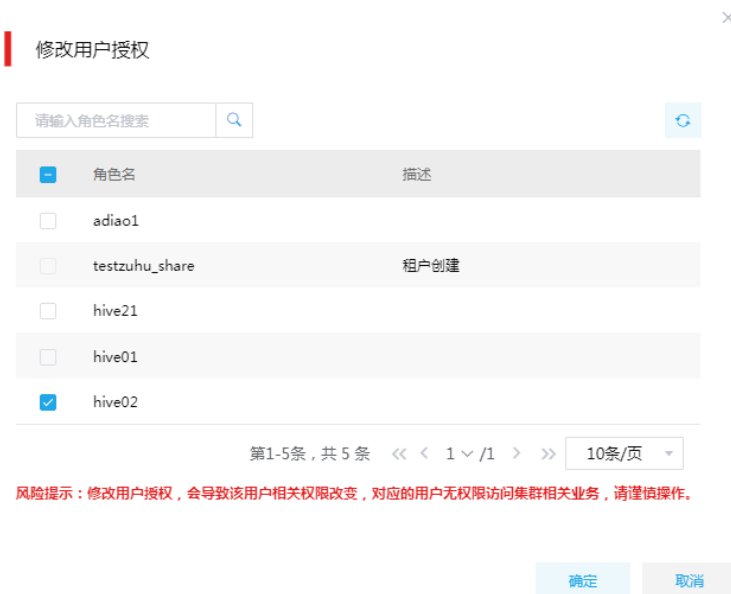 修改用户授权
请输入角色名搜索
角色名 描述
adiao1
testzuhu_share 租户创建
hive21
hive01
hive02
第1-5条，共 5 条 1 /1 10条/页
风险提示：修改用户授权，会导致该用户相关权限改变，对应的用户无权限访问集群相关业务，请谨慎操作。
确定 取消